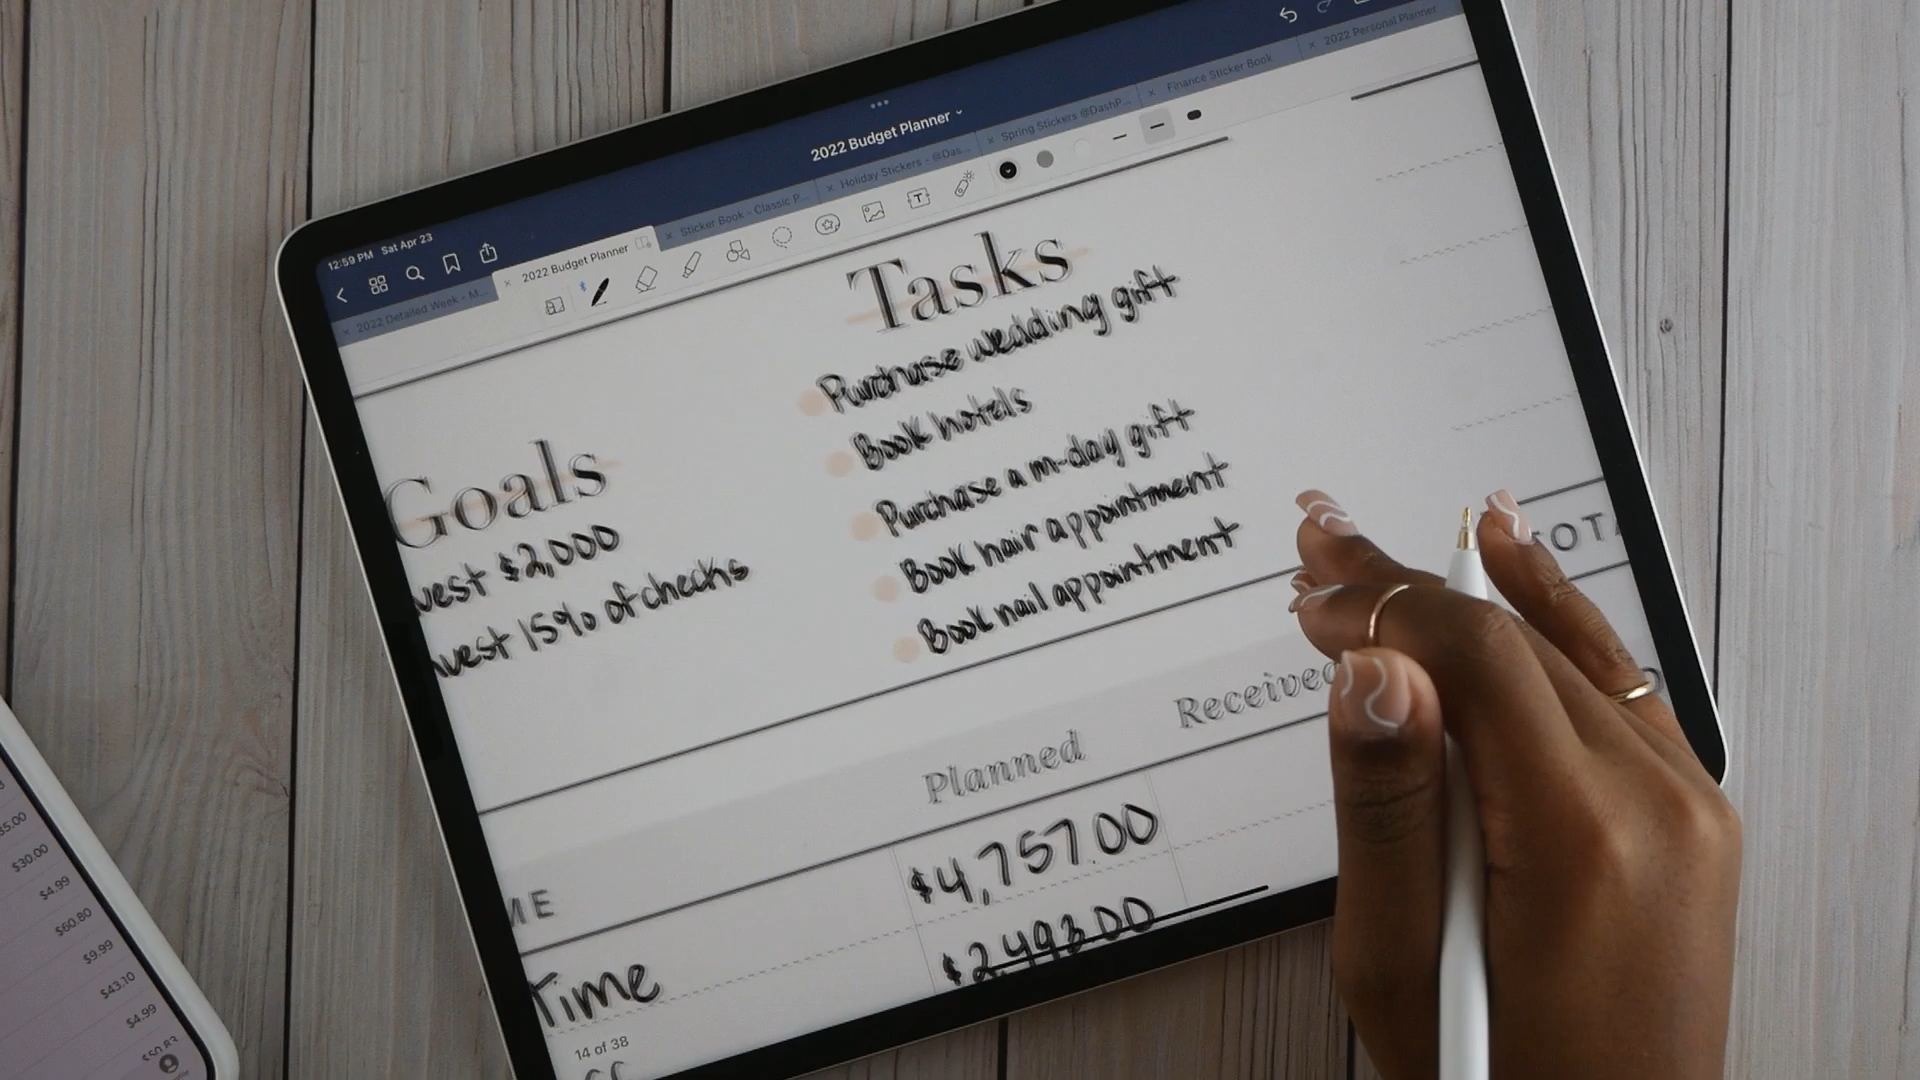 12:59 PM Sat Apr 23
2022 Budget Planner
2022 Detailed Week - M...
2022 Budget Planner
Sticker Book - Classic P...
Holiday Stickers - @Das...
Spring Stickers @DashP...
Finance Sticker Book
2022 Personal Planner
Goals
vest $2,000
vest 15% of checks
Tasks
Purchase wedding gift
Book hotels
Purchase a m-day gift
Book hair appointment
Book nail appointment
TOTA
Planned
Received
ME
$4,757.00
Time
$2,493.00
14 of 38
$30.00
$4.99
$60.80
$9.99
$43.10
$4.99